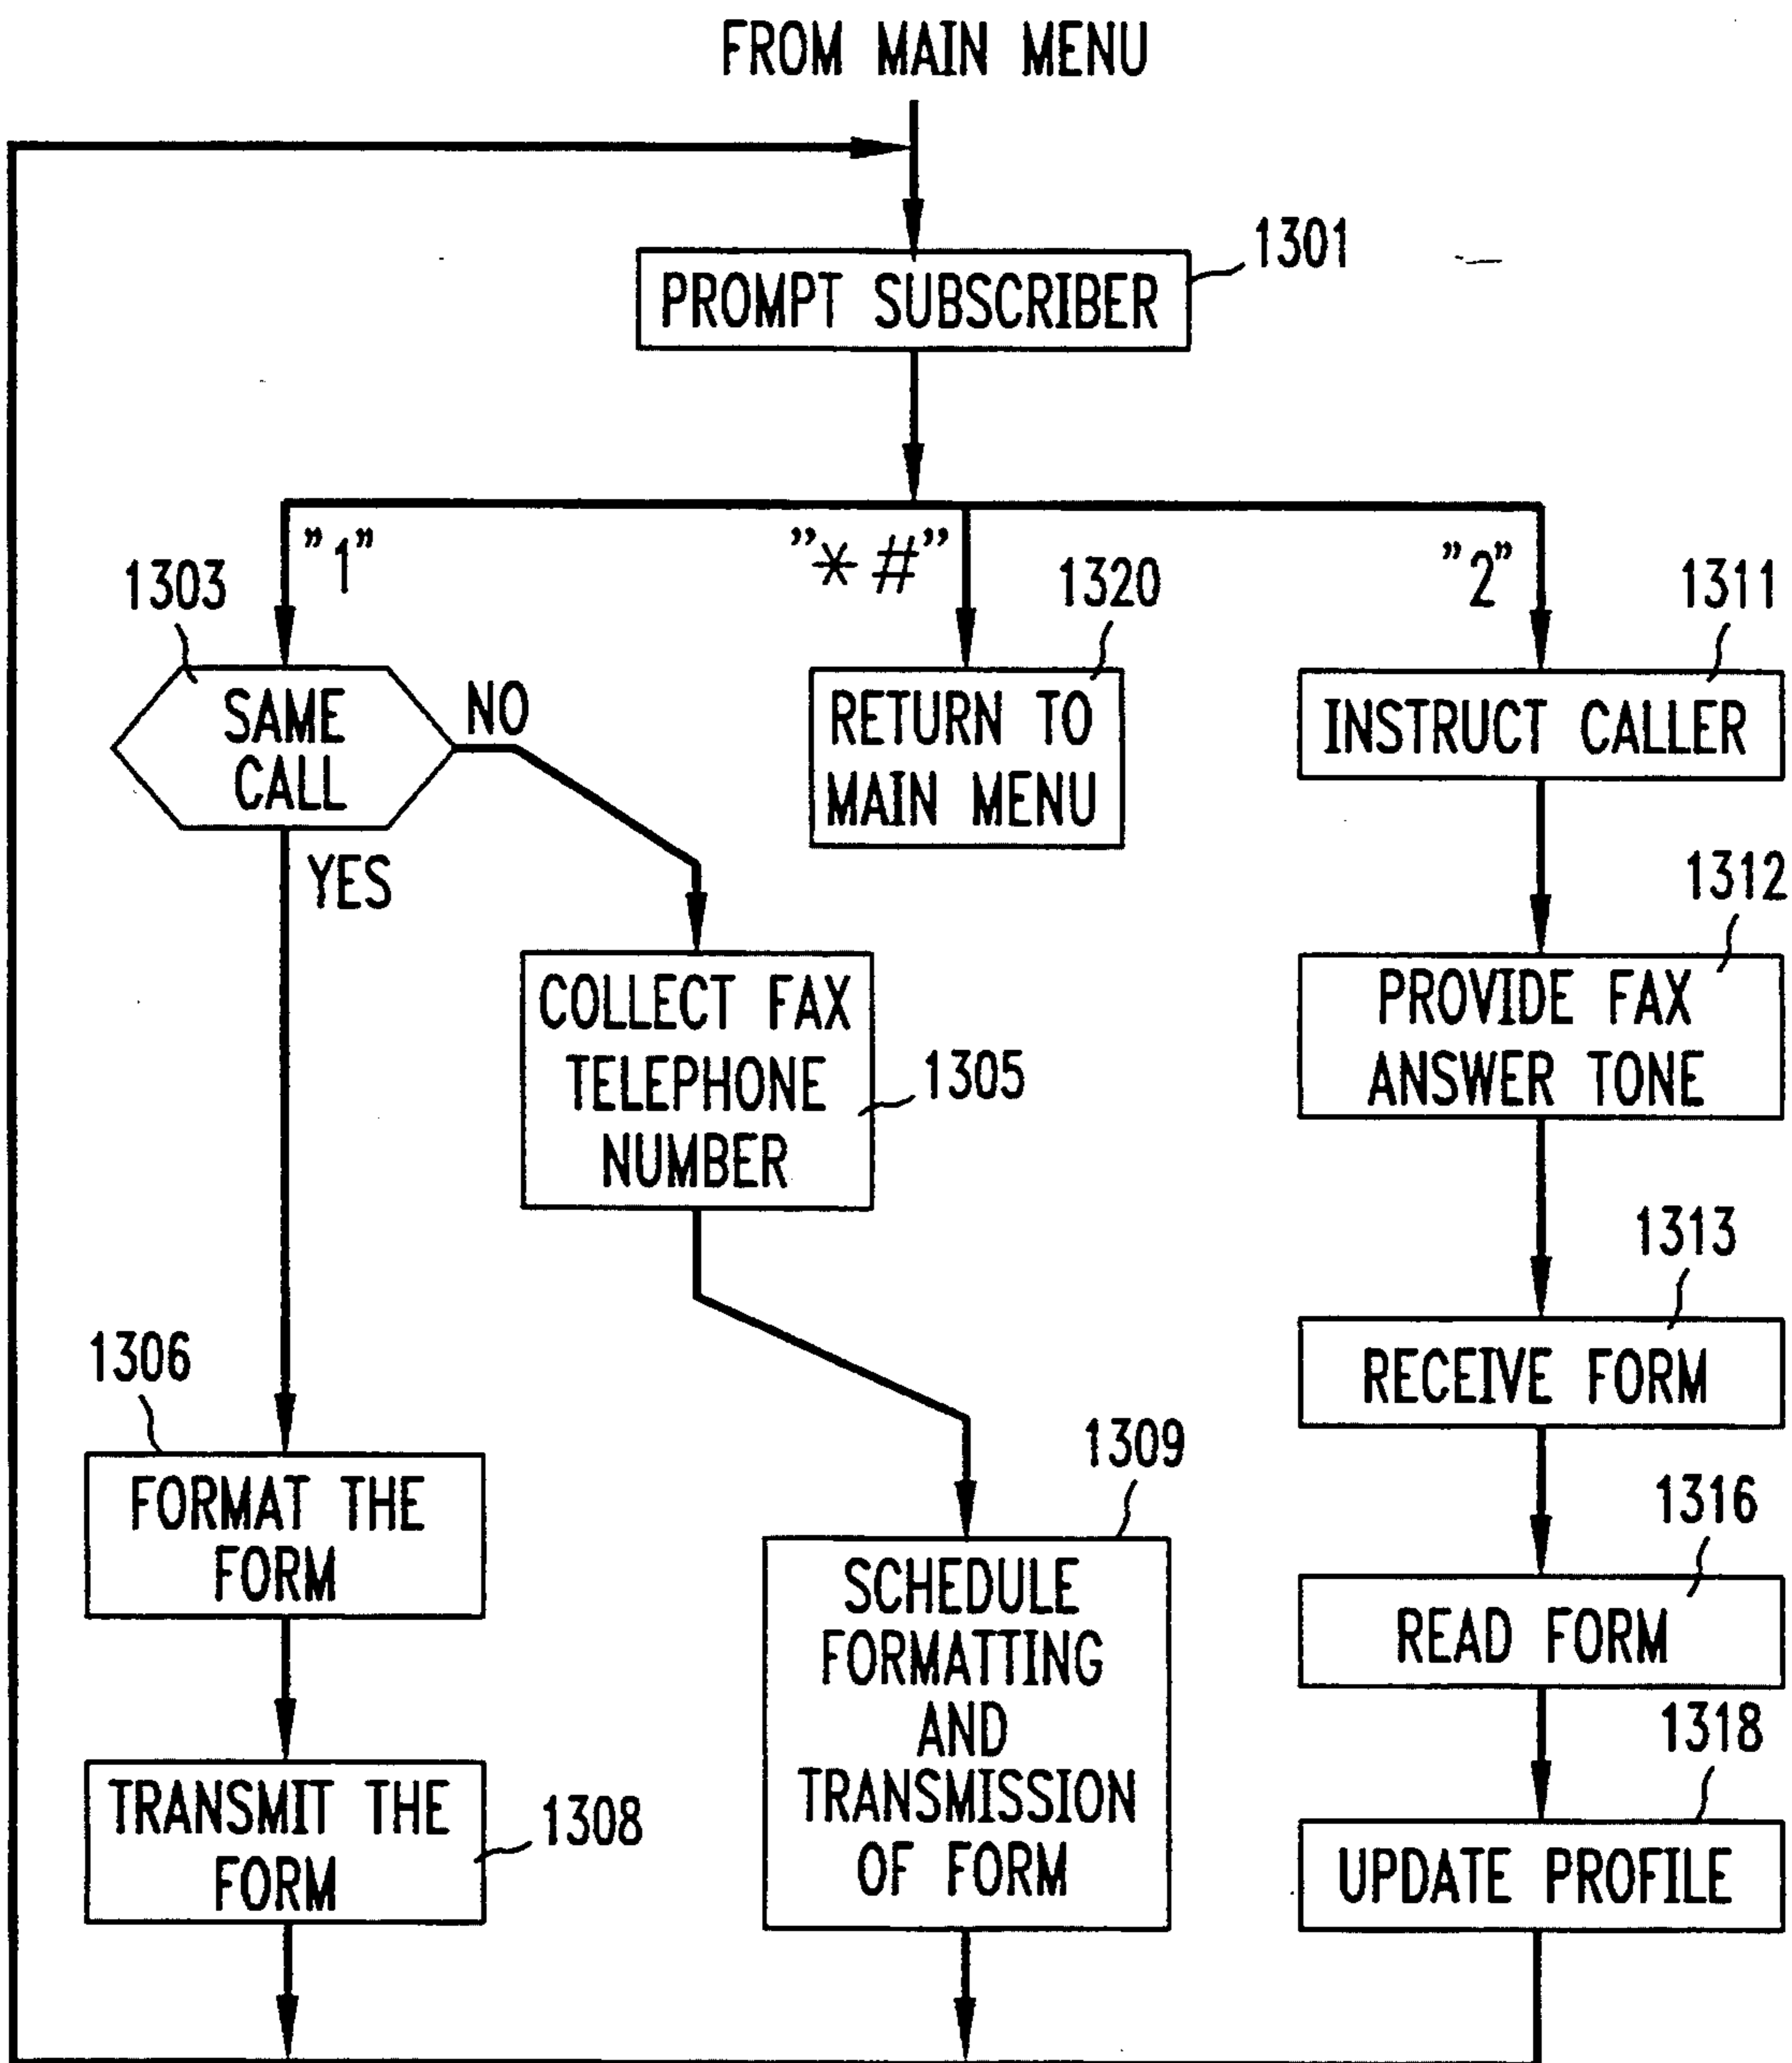 FROM MAIN MENU
1301
PROMPT SUBSCRIBER
"1"
"*#"
"2"
1303
1320
1311
SAME
CALL
NO
YES
RETURN TO
MAIN MENU
INSTRUCT CALLER
1312
PROVIDE FAX
ANSWER TONE
COLLECT FAX
TELEPHONE
NUMBER
1305
1313
RECEIVE FORM
1306
FORMAT THE
FORM
1309
SCHEDULE
FORMATTING
AND
TRANSMISSION
OF FORM
1316
READ FORM
1318
UPDATE PROFILE
TRANSMIT THE
FORM
1308